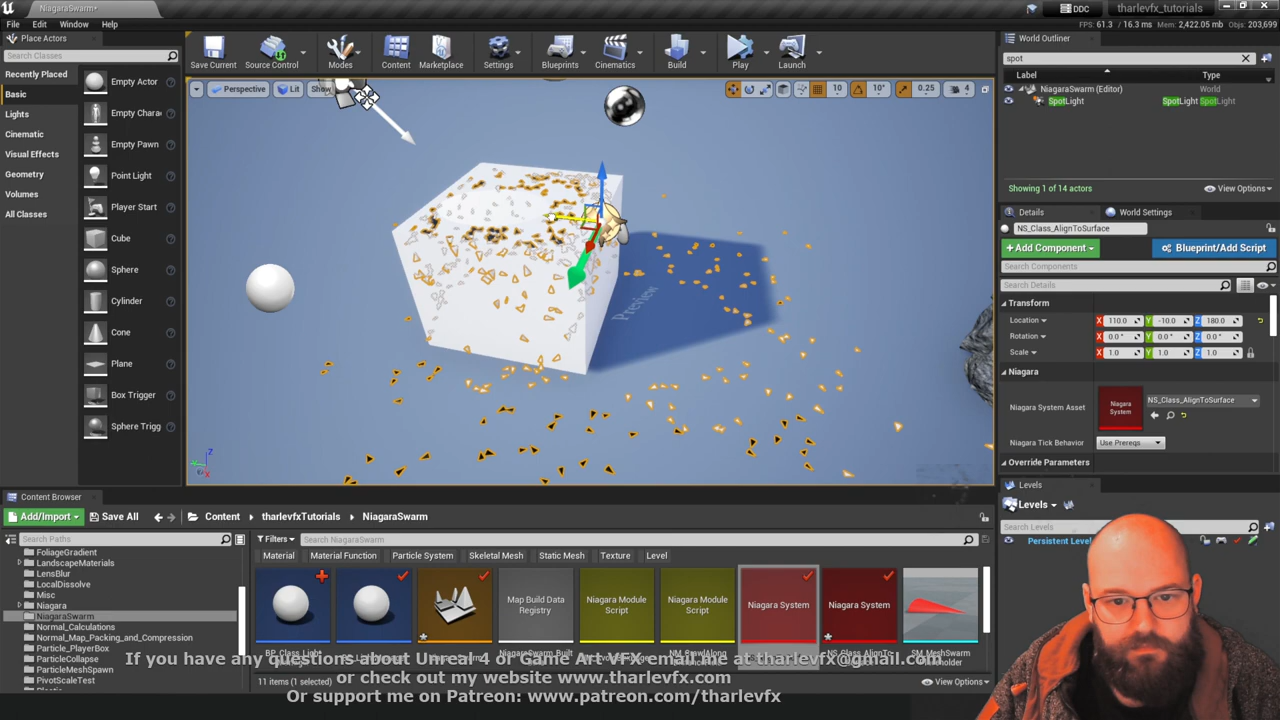 NiagaraSwarm*
DDC
tharlevfx_tutorials
File Edit Window Help
FPS: 61.3 / 16.3 ms Mem: 2,422.05 mb Objs: 203,699
Place Actors
Search Classes
Recently Placed
Basic
Lights
Cinematic
Visual Effects
Geometry
Volumes
All Classes
Empty Actor
Empty Chara
Empty Pawn
Point Light
Player Start
Cube
Sphere
Cylinder
Cone
Plane
Box Trigger
Sphere Trigg
Save Current
Source Control
Modes
Content
Marketplace
Settings
Blueprints
Cinematics
Build
Play
Launch
Perspective
Lit
Show
10
10°
0.25
4
Preview
World Outliner
spot
Label Type
NiagaraSwarm (Editor) World
SpotLight SpotLight SpotLight
Showing 1 of 14 actors
View Options
Details
World Settings
NS_Class_AlignToSurface
+Add Component
Blueprint/Add Script
Search Components
Search Details
Transform
Location X 110.0 Y -10.0 Z 180.0
Rotation X 0.0° Y 0.0° Z 0.0°
Scale X 1.0 Y 1.0 Z 1.0
Niagara
Niagara System Asset
Niagara System
NS_Class_AlignToSurface
Niagara Tick Behavior Use Prereqs
Override Parameters
Levels
Levels
Search Levels
Persistent Level
Content Browser
Add/Import
Save All
Content
tharlevfxTutorials
NiagaraSwarm
Search Paths
FoliageGradient
LandscapeMaterials
LensBlur
LocalDissolve
Misc
Niagara
NiagaraSwarm
Normal_Calculations
Normal_Map_Packing_and_Compression
Particle_PlayerBox
ParticleCollapse
ParticleMeshSpawn
PivotScaleTest
Filters
Search NiagaraSwarm
Material
Material Function
Particle System
Skeletal Mesh
Static Mesh
Texture
Level
Map Build Data Registry
Niagara Module Script
Niagara Module Script
Niagara System
Niagara System
11 items (1 selected)
View Options
If you have any questions about Unreal 4 or Game Art VFX email me at tharlevfx@gmail.com
or check out my website www.tharlevfx.com
Or support me on Patreon: www.patreon.com/tharlevfx